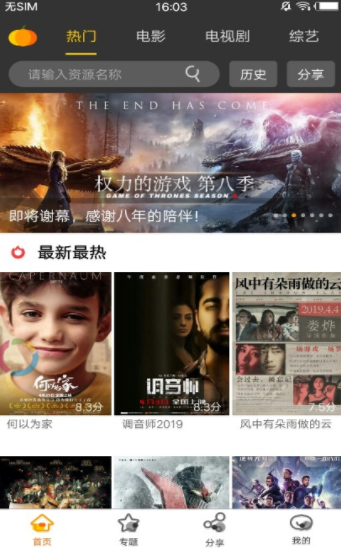 无SIM 16:03
热门 电影 电视剧 综艺
请输入资源名称 历史 分享
THE END HAS COME
权力的游戏 第八季
GAME OF THRONES SEASON 8
即将谢幕，感谢八年的陪伴!
最新最热
CAPERNAUM
何以为家
8.3分
调音师
8.3分
风中有朵雨做的云
2019.4.4
娄烨
7.5分
何以为家 调音师2019 风中有朵雨做的云
首页 专题 分享 我的